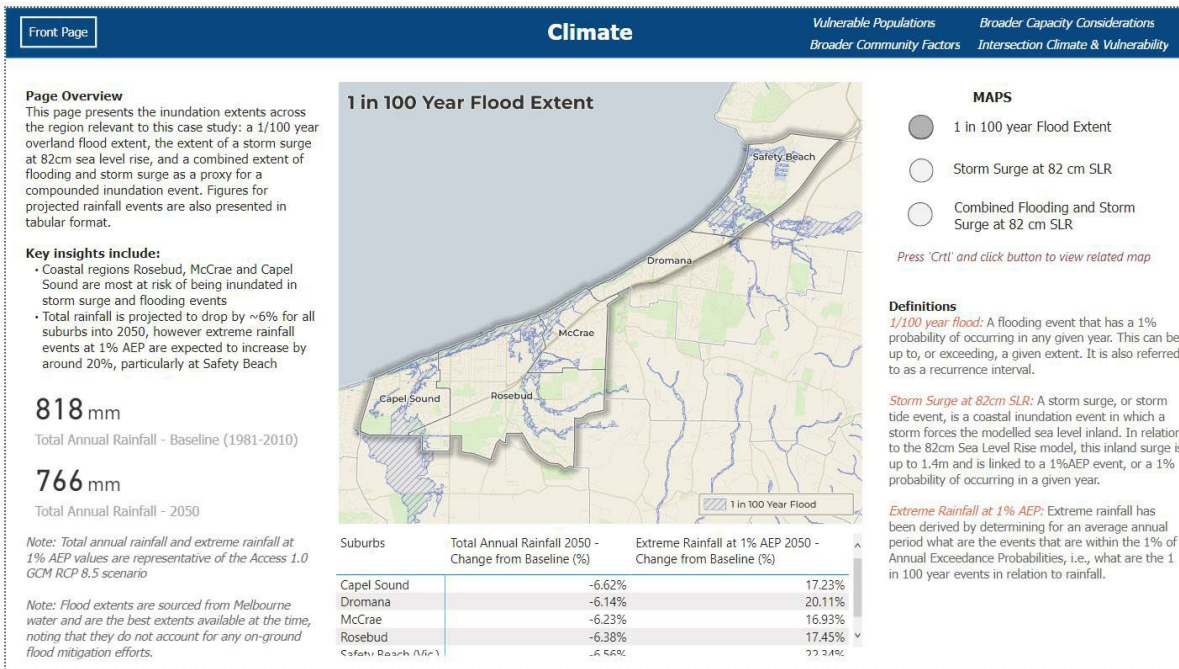 Front Page
Climate
Vulnerable Populations
Broader Capacity Considerations
Broader Community Factors
Intersection Climate & Vulnerability
Page Overview
This page presents the inundation extents across
the region relevant to this case study: a 1/100 year
overland flood extent, the extent of a storm surge
at 82cm sea level rise, and a combined extent of
flooding and storm surge as a proxy for a
compounded inundation event. Figures for
projected rainfall events are also presented in
tabular format.
Key insights include:
• Coastal regions Rosebud, McCrae and Capel
Sound are most at risk of being inundated in
storm surge and flooding events
• Total rainfall is projected to drop by ~6% for all
suburbs into 2050, however extreme rainfall
events at 1% AEP are expected to increase by
around 20%, particularly at Safety Beach
818 mm
Total Annual Rainfall - Baseline (1981-2010)
766 mm
Total Annual Rainfall - 2050
Note: Total annual rainfall and extreme rainfall at
1% AEP values are representative of the Access 1.0
GCM RCP 8.5 scenario
Note: Flood extents are sourced from Melbourne
water and are the best extents available at the time,
noting that they do not account for any on-ground
flood mitigation efforts.
1 in 100 Year Flood Extent
Safety Beach
Dromana
McCrae
Rosebud
Capel Sound
1 in 100 Year Flood
Suburbs Total Annual Rainfall 2050 - Extreme Rainfall at 1% AEP 2050 -
Change from Baseline (%) Change from Baseline (%)
Capel Sound -6.62% 17.23%
Dromana -6.14% 20.11%
McCrae -6.23% 16.93%
Rosebud -6.38% 17.45%
Safety Beach (Vic.) -6.56% 22.34%
MAPS
1 in 100 year Flood Extent
Storm Surge at 82 cm SLR
Combined Flooding and Storm
Surge at 82 cm SLR
Press 'Crtl' and click button to view related map
Definitions
1/100 year flood: A flooding event that has a 1%
probability of occurring in any given year. This can be
up to, or exceeding, a given extent. It is also referred
to as a recurrence interval.
Storm Surge at 82cm SLR: A storm surge, or storm
tide event, is a coastal inundation event in which a
storm forces the modelled sea level inland. In relation
to the 82cm Sea Level Rise model, this inland surge is
up to 1.4m and is linked to a 1%AEP event, or a 1%
probability of occurring in a given year.
Extreme Rainfall at 1% AEP: Extreme rainfall has
been derived by determining for an average annual
period what are the events that are within the 1% of
Annual Exceedance Probabilities, i.e., what are the 1
in 100 year events in relation to rainfall.